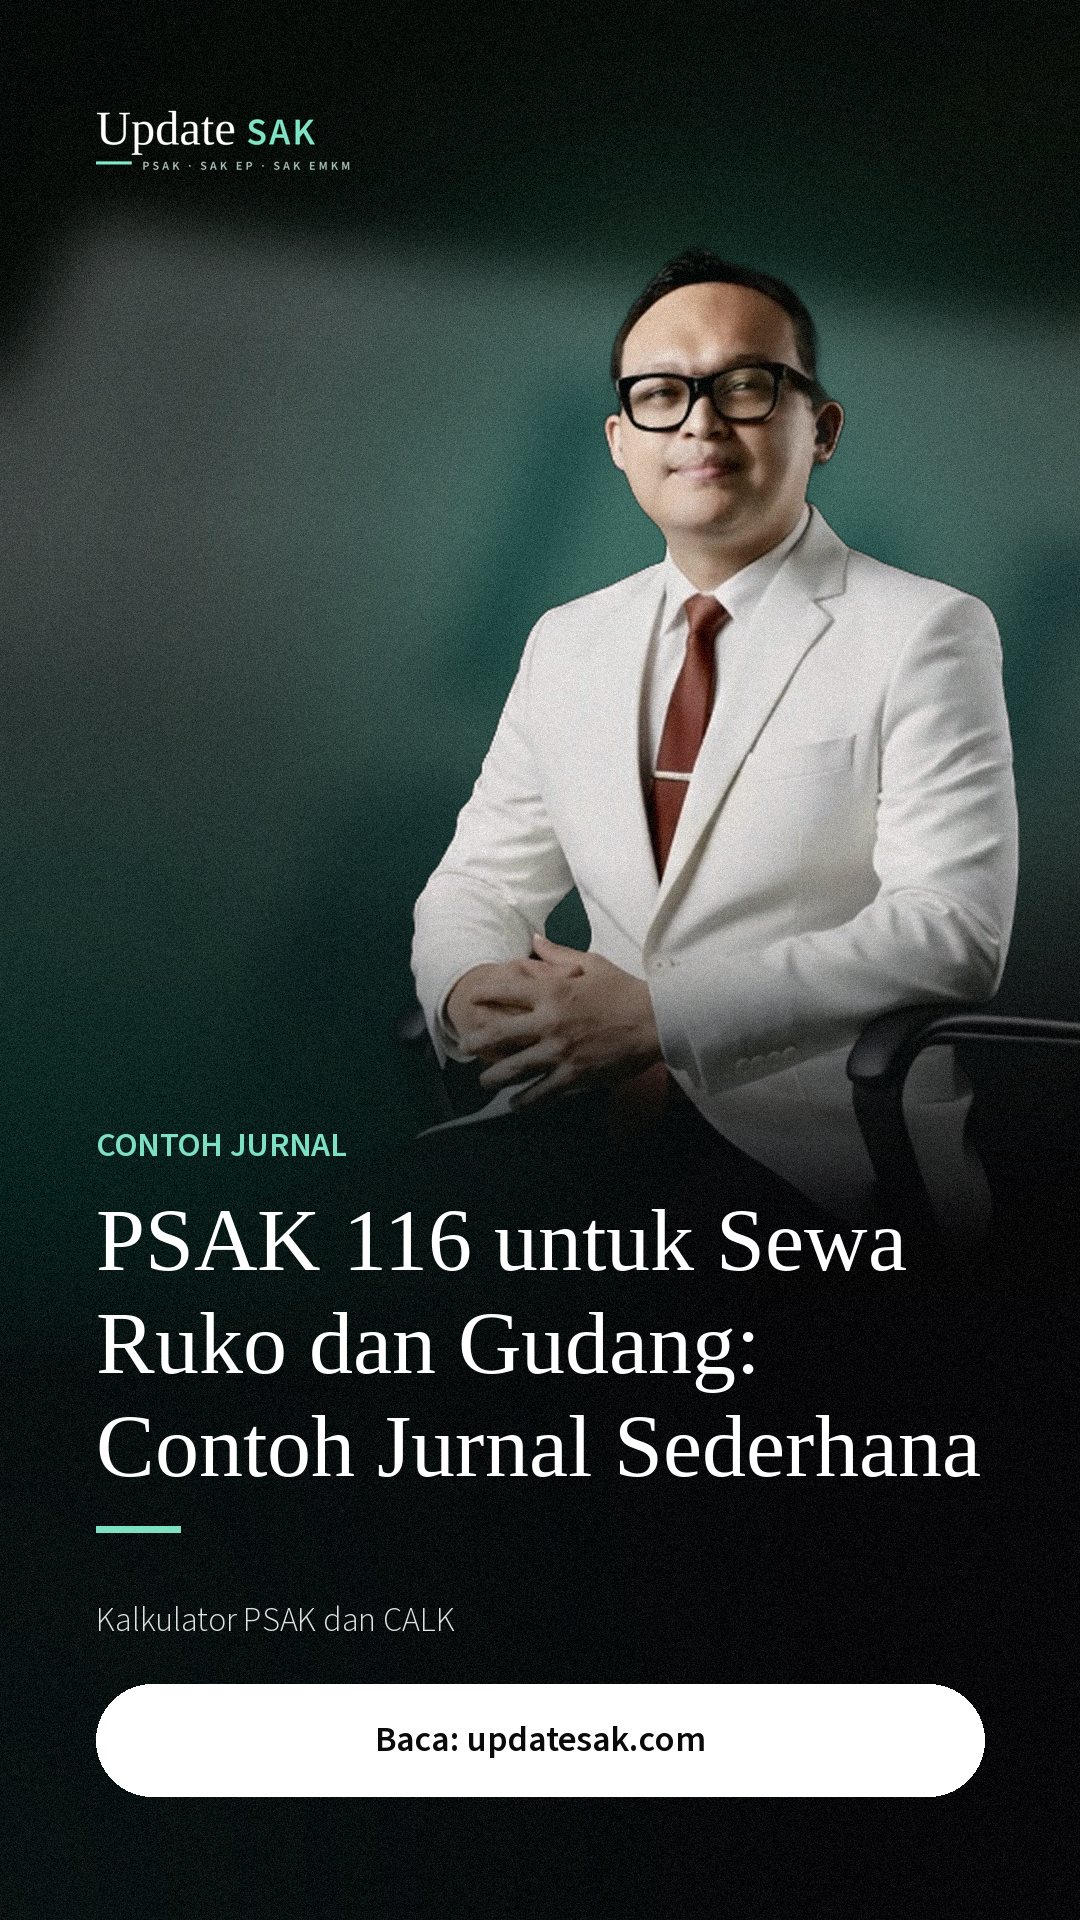 Update SAK
PSAK · SAK EP · SAK EMKM
CONTOH JURNAL
PSAK 116 untuk Sewa
Ruko dan Gudang:
Contoh Jurnal Sederhana
Kalkulator PSAK dan CALK
Baca: updatesak.com